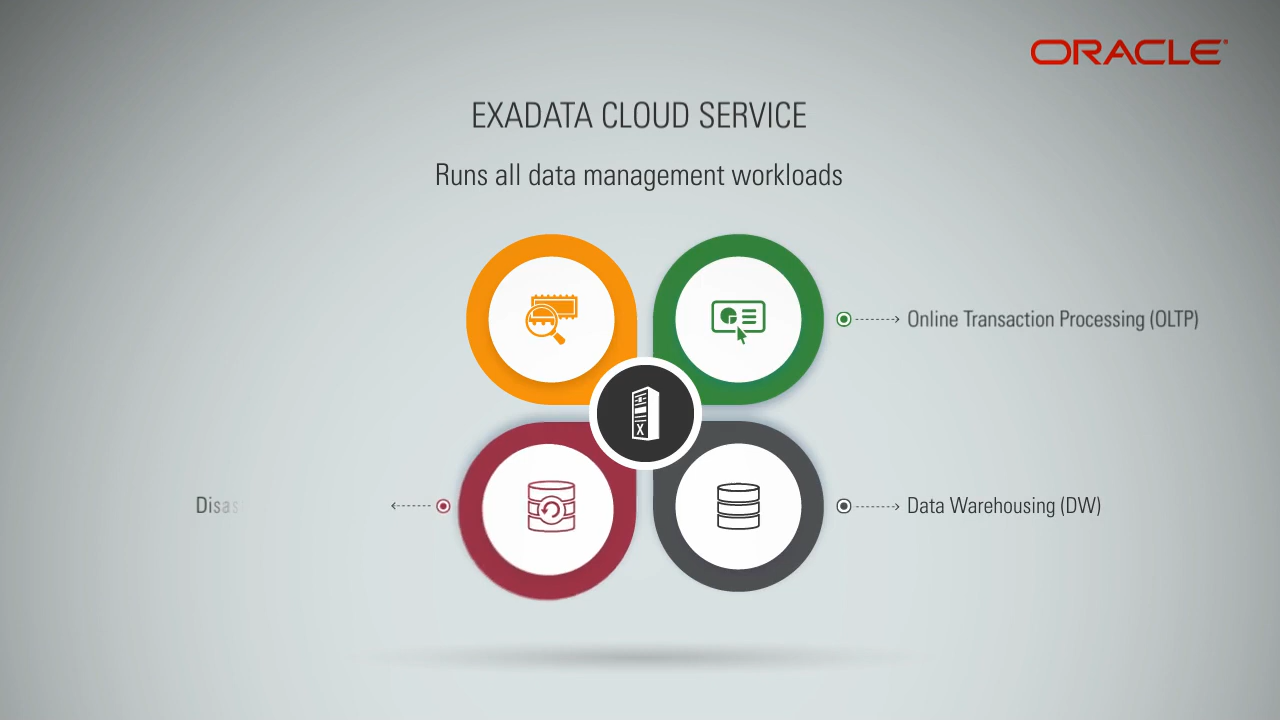 ORACLE
EXADATA CLOUD SERVICE
Runs all data management workloads
Online Transaction Processing (OLTP)
X
Disas
Data Warehousing (DW)